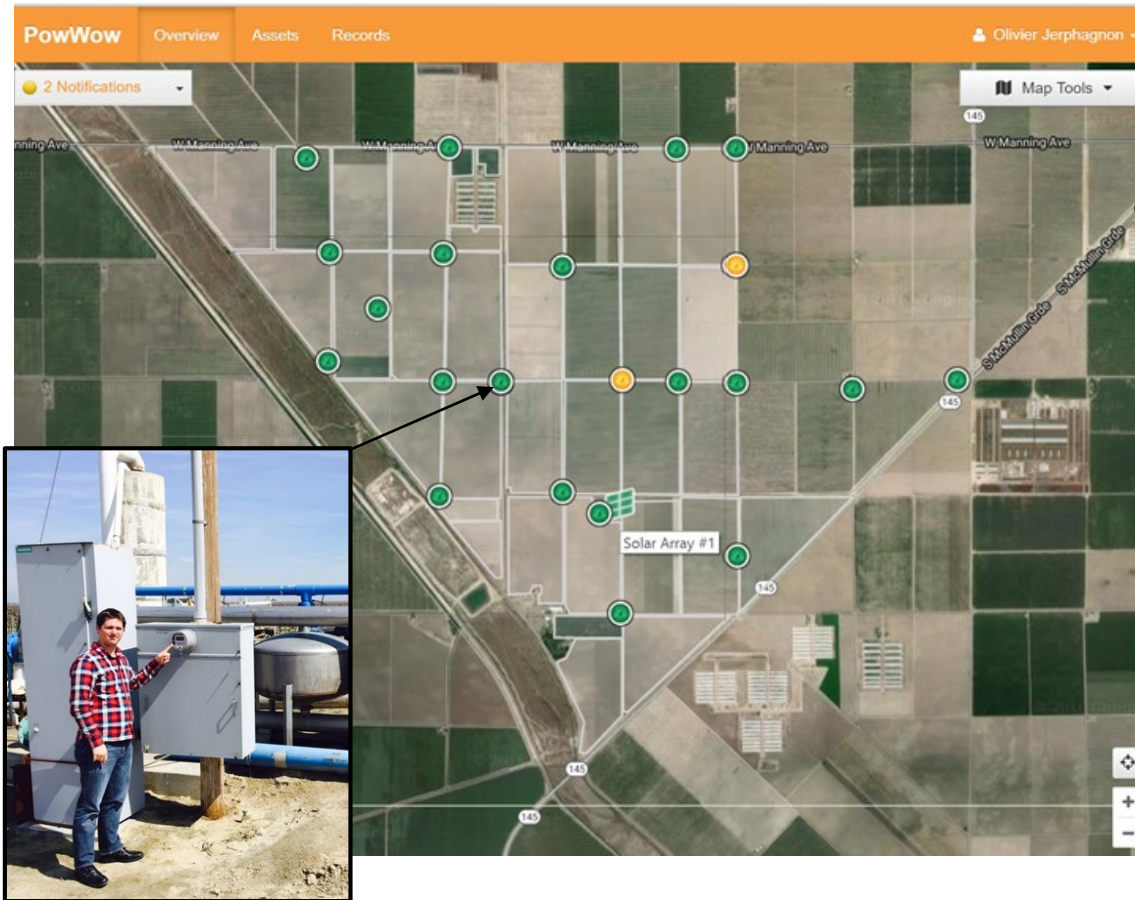 PowWow Overview Assets Records Olivier Jerphagnon
2 Notifications
Map Tools
145
nning Ave W Manning Ave W Manning A W Manning Ave W Manning Ave W Manning Ave
S McMullin Grde
S McMullin Grde
145
Solar Array #1
145
145
145